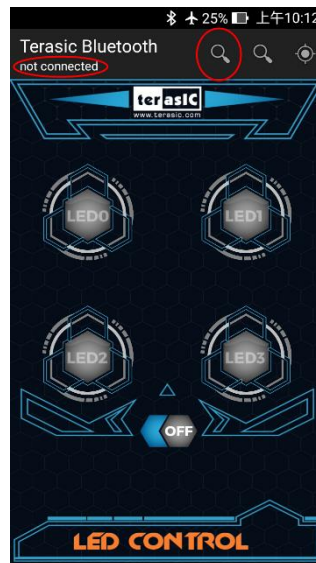 25% 上午10:12
Terasic Bluetooth
not connected
terasic
www.terasic.com
LED0 LED1
LED2 LED3
OFF
LED CONTROL